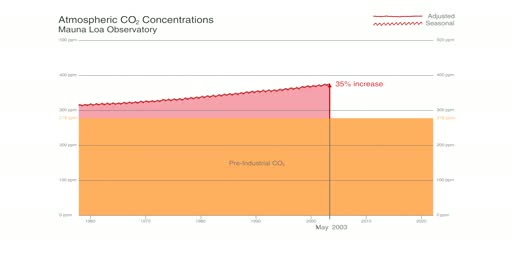 Atmospheric CO₂ Concentrations
Mauna Loa Observatory
Adjusted
Seasonal
500 ppm 500 ppm
400 ppm 400 ppm
35% increase
300 ppm 300 ppm
278 ppm 278 ppm
200 ppm 200 ppm
Pre-Industrial CO₂
100 ppm 100 ppm
0 ppm 0 ppm
1960 1970 1980 1990 2000 2010 2020
May 2003